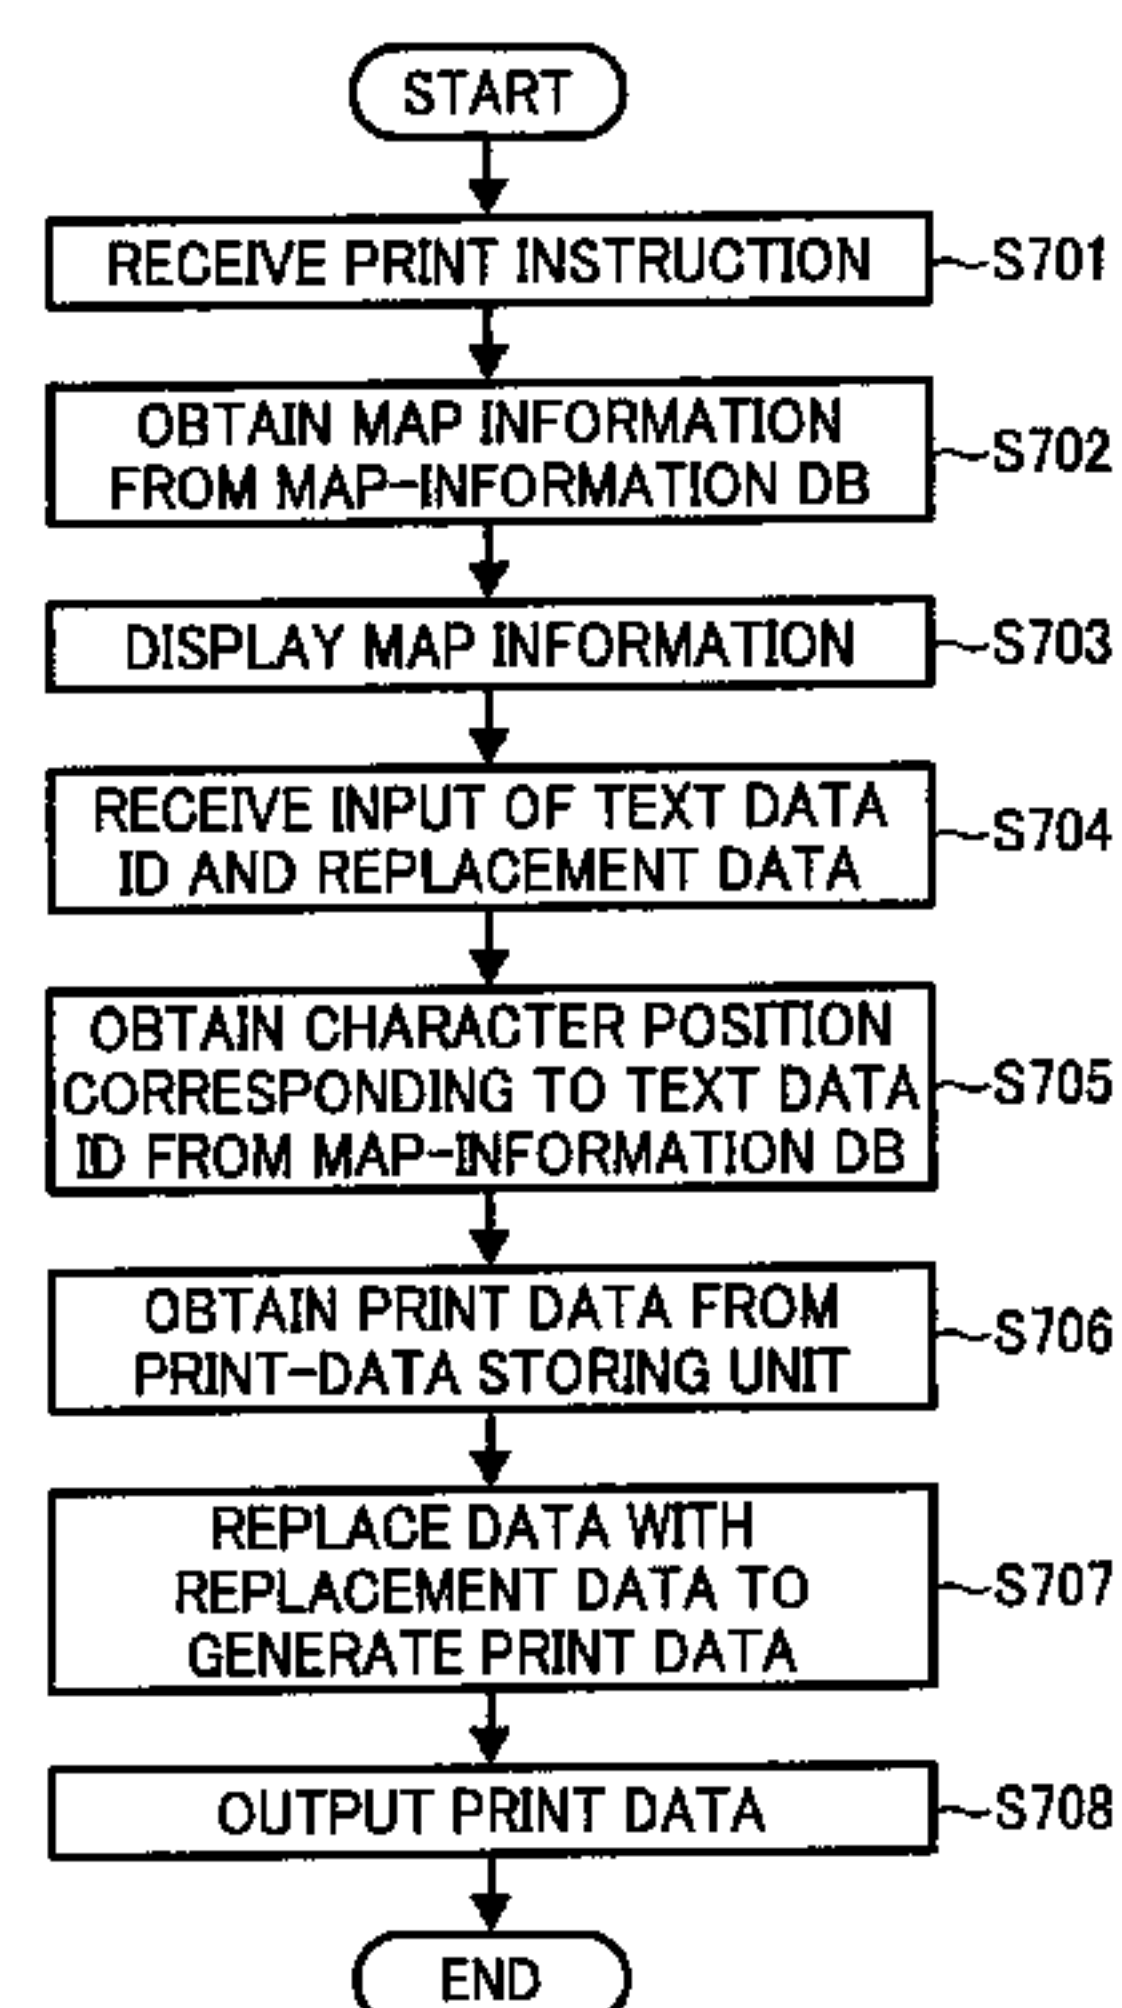 START
RECEIVE PRINT INSTRUCTION
S701
OBTAIN MAP INFORMATION
FROM MAP-INFORMATION DB
S702
DISPLAY MAP INFORMATION
S703
RECEIVE INPUT OF TEXT DATA
ID AND REPLACEMENT DATA
S704
OBTAIN CHARACTER POSITION
CORRESPONDING TO TEXT DATA
ID FROM MAP-INFORMATION DB
S705
OBTAIN PRINT DATA FROM
PRINT-DATA STORING UNIT
S706
REPLACE DATA WITH
REPLACEMENT DATA TO
GENERATE PRINT DATA
S707
OUTPUT PRINT DATA
S708
END